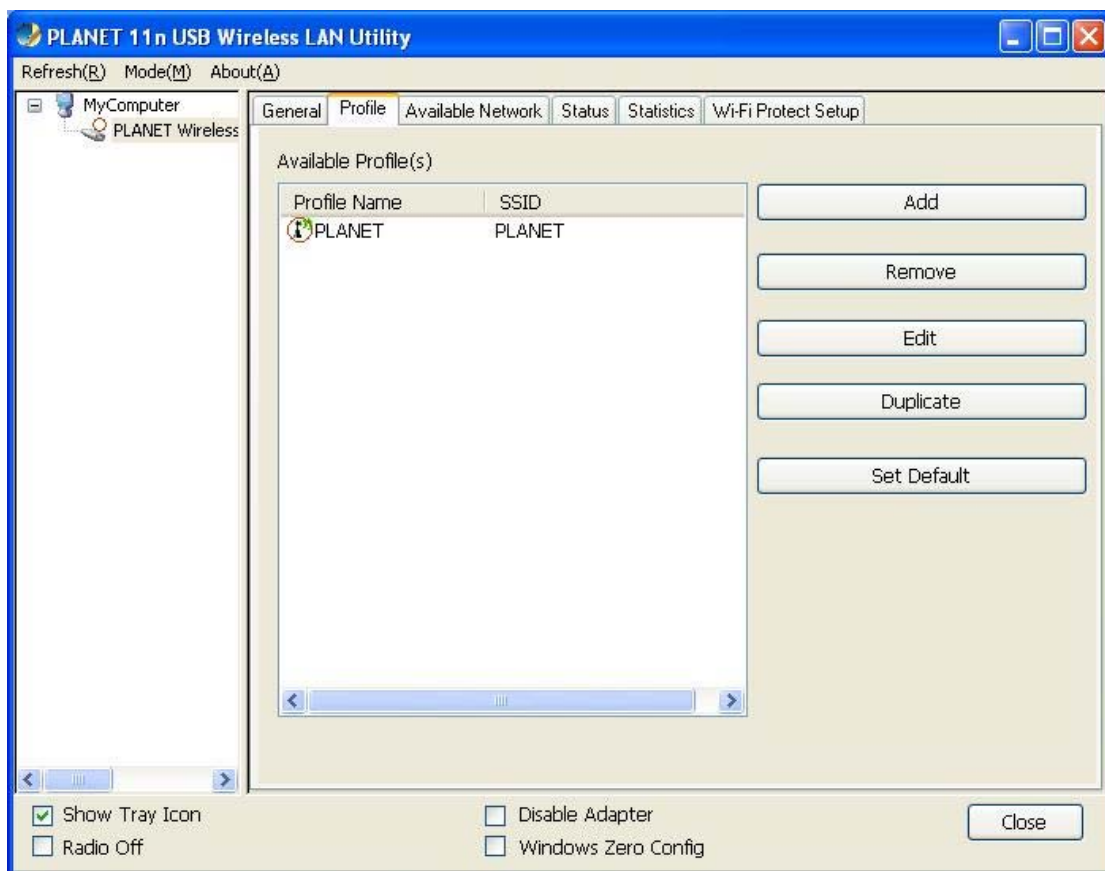 PLANET 11n USB Wireless LAN Utility
Refresh(R) Mode(M) About(A)
MyComputer
PLANET Wireless
General Profile Available Network Status Statistics Wi-Fi Protect Setup
Available Profile(s)
Profile Name SSID
PLANET PLANET
Add
Remove
Edit
Duplicate
Set Default
Show Tray Icon
Radio Off
Disable Adapter
Windows Zero Config
Close